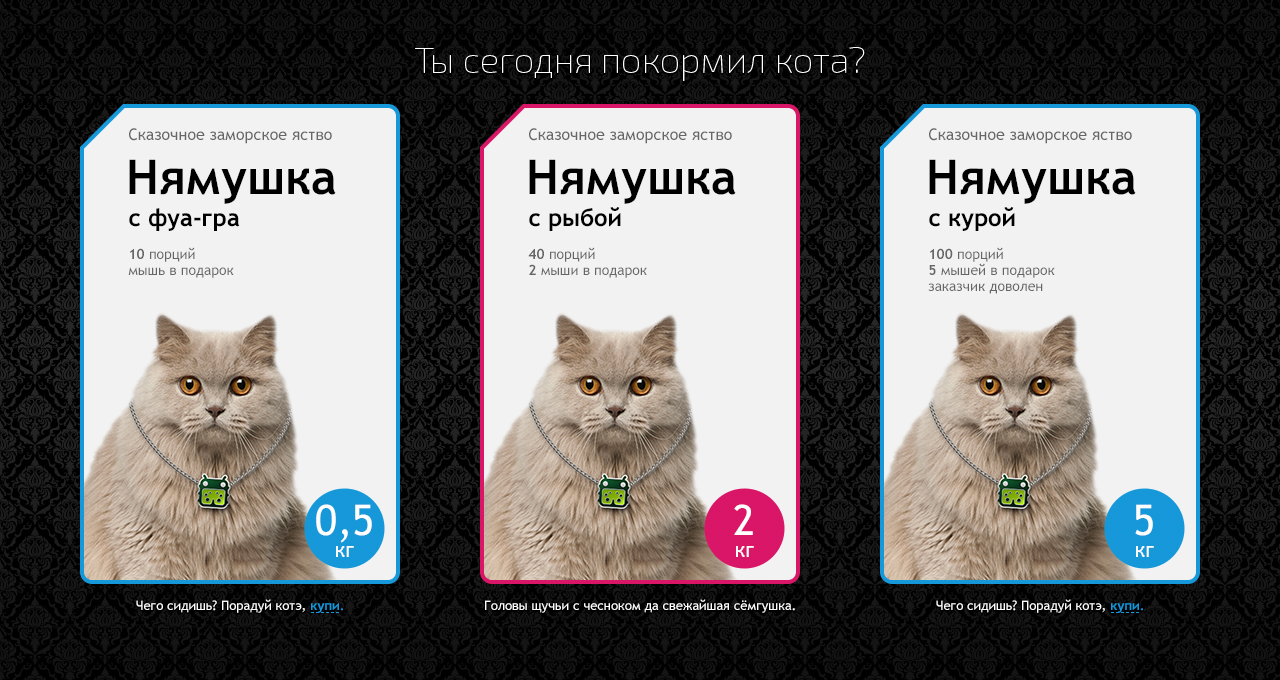 Ты сегодня покормил кота?
Сказочное заморское яство
Нямушка
с фуа-гра
10 порций
мышь в подарок
0,5
кг
Чего сидишь? Порадуй котэ, купи.
Сказочное заморское яство
Нямушка
с рыбой
40 порций
2 мыши в подарок
2
кг
Головы щучьи с чесноком да свежайшая сёмгушка.
Сказочное заморское яство
Нямушка
с курой
100 порций
5 мышей в подарок
заказчик доволен
5
кг
Чего сидишь? Порадуй котэ, купи.